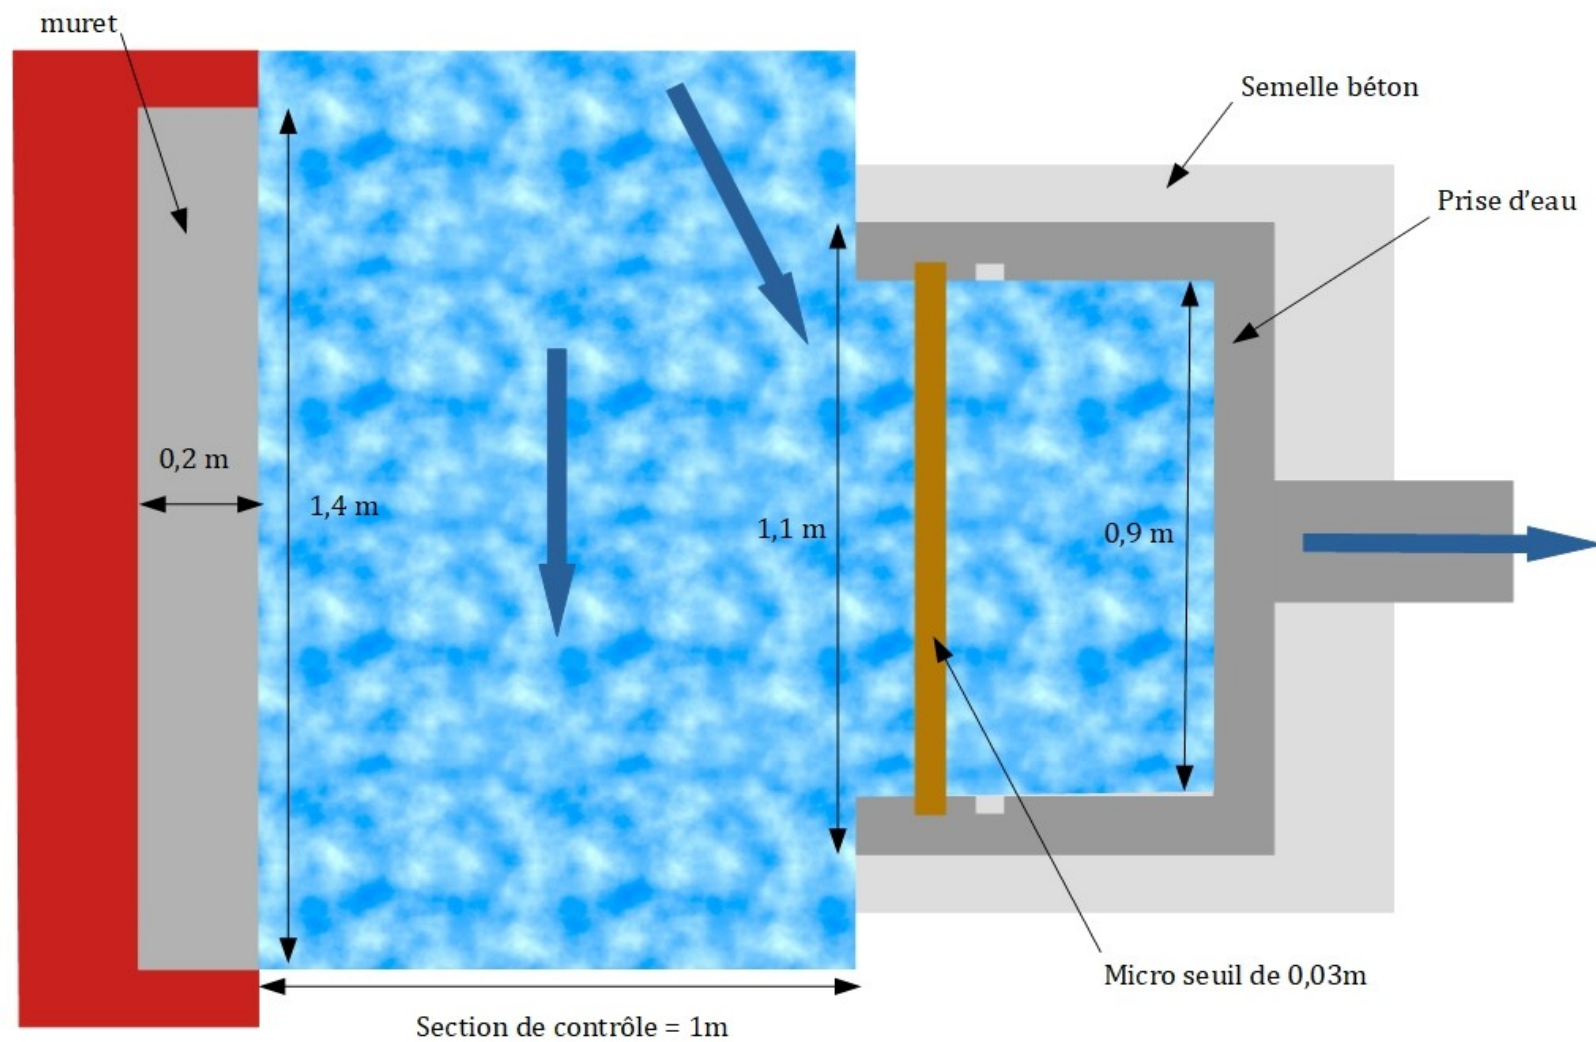 muret
Semelle béton
Prise d'eau
0,2 m
1,4 m
1,1 m
0,9 m
Micro seuil de 0,03m
Section de contrôle = 1m